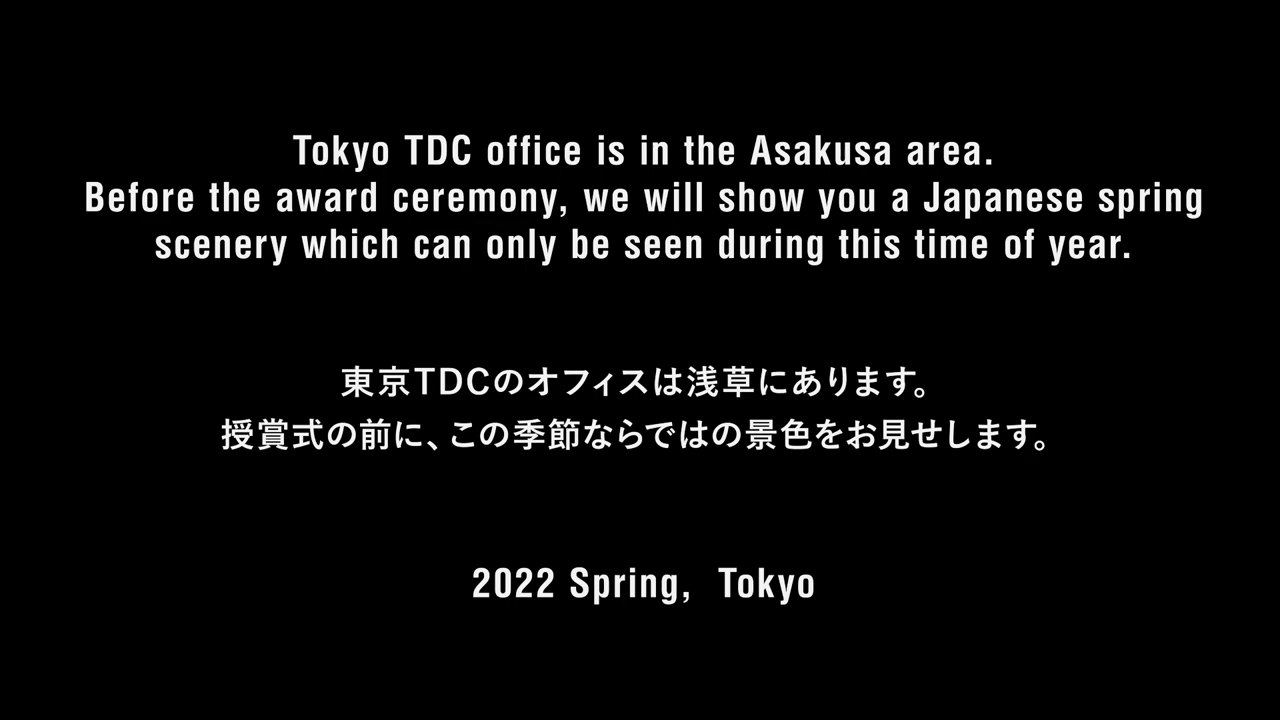 Tokyo TDC office is in the Asakusa area.
Before the award ceremony, we will show you a Japanese spring
scenery which can only be seen during this time of year.
東京TDCのオフィスは浅草にあります。
授賞式の前に、この季節ならではの景色をお見せします。
2022 Spring,  Tokyo